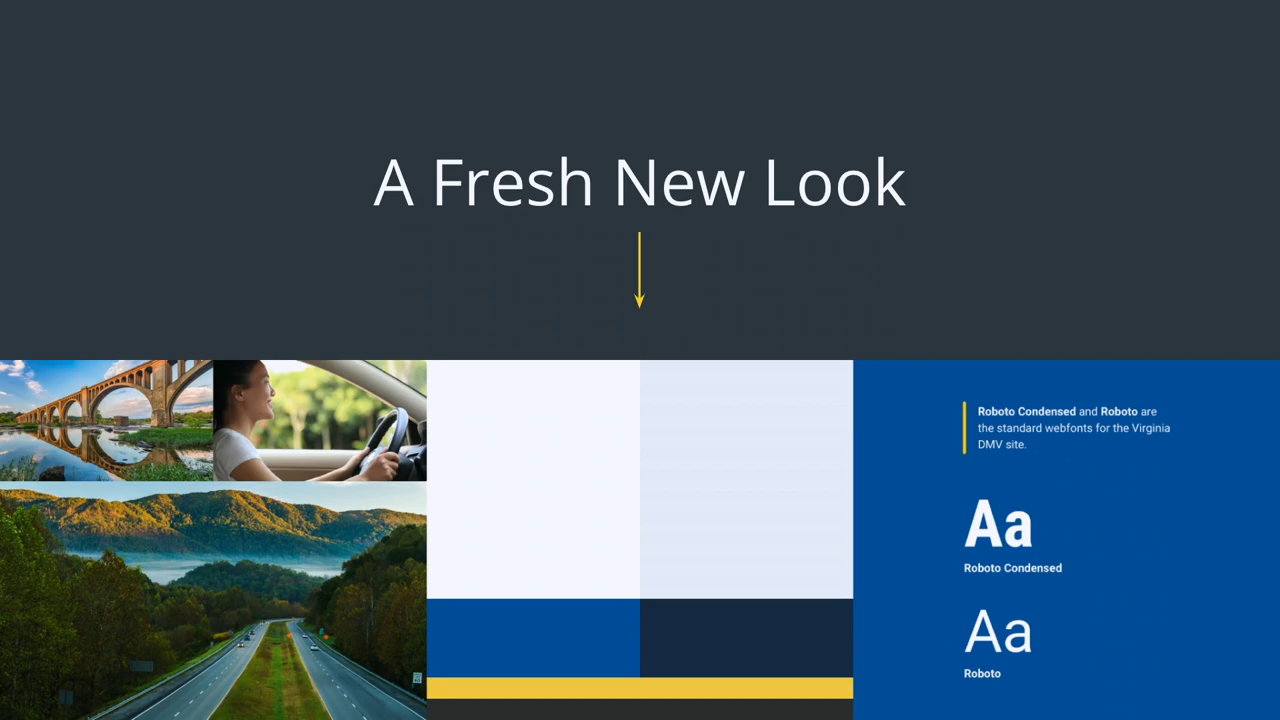 A Fresh New Look
Roboto Condensed and Roboto are
the standard webfonts for the Virginia
DMV site.
Aa
Roboto Condensed
Aa
Roboto